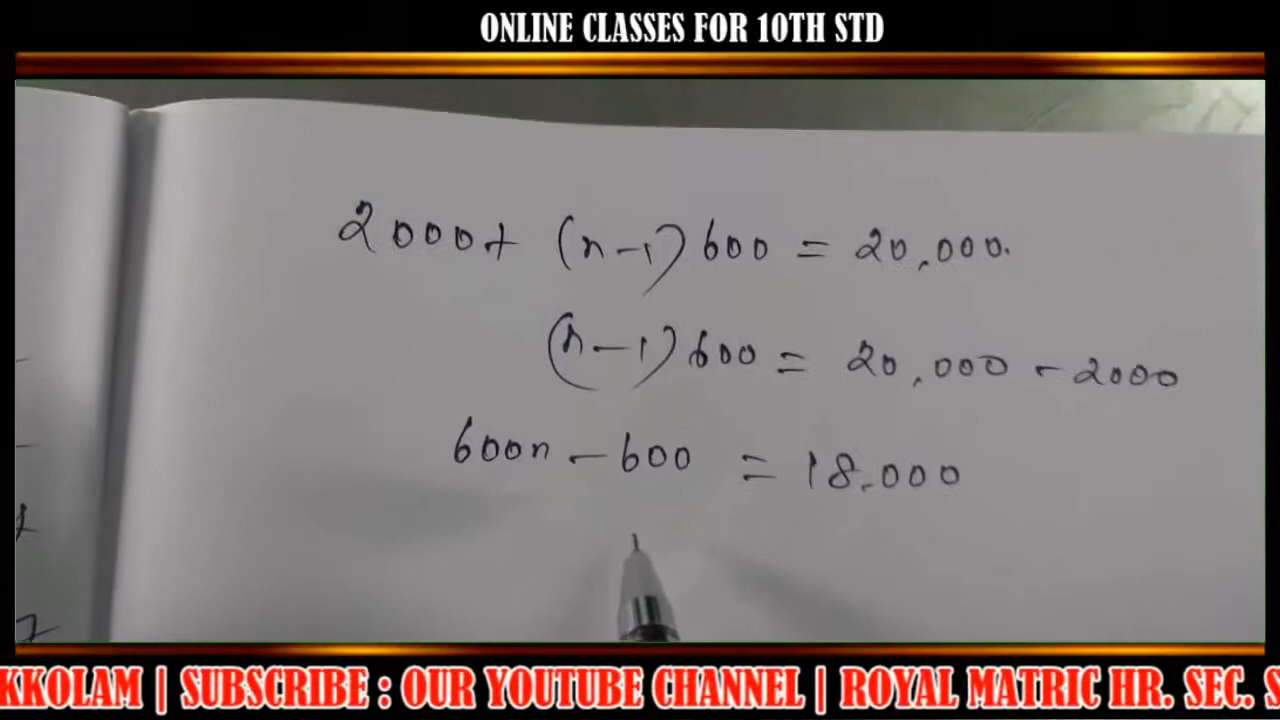 ONLINE CLASSES FOR 10TH STD
2000+ (n-1)600 = 20,000.
(n-1)600 = 20,000 - 2000
600n - 600 = 18,000
KKOLAM | SUBSCRIBE : OUR YOUTUBE CHANNEL | ROYAL MATRIC HR. SEC. S